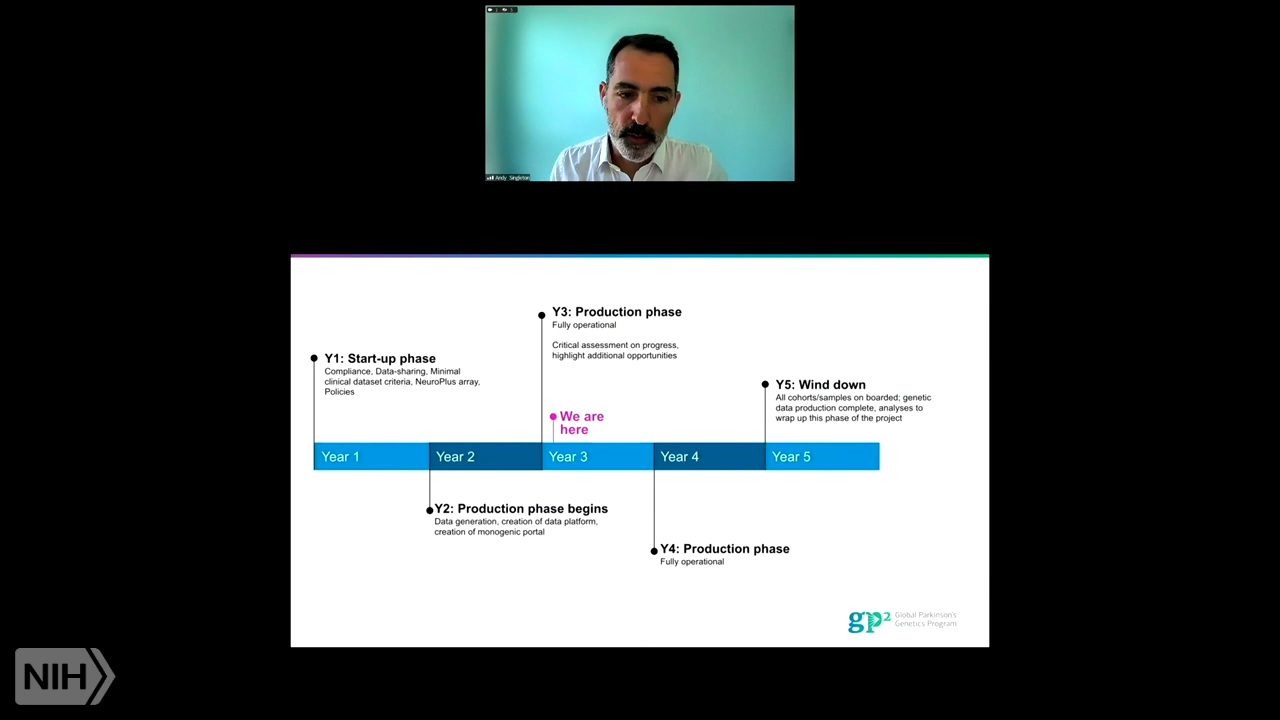 Andy Singleton
Y3: Production phase
Fully operational
Critical assessment on progress,
highlight additional opportunities
Y1: Start-up phase
Compliance, Data-sharing, Minimal
clinical dataset criteria, NeuroPlus array,
Policies
Y5: Wind down
All cohorts/samples on boarded; genetic
data production complete, analyses to
wrap up this phase of the project
We are
here
Year 1
Year 2
Year 3
Year 4
Year 5
Y2: Production phase begins
Data generation, creation of data platform,
creation of monogenic portal
Y4: Production phase
Fully operational
gp2 Global Parkinson's
Genetics Program
NIH